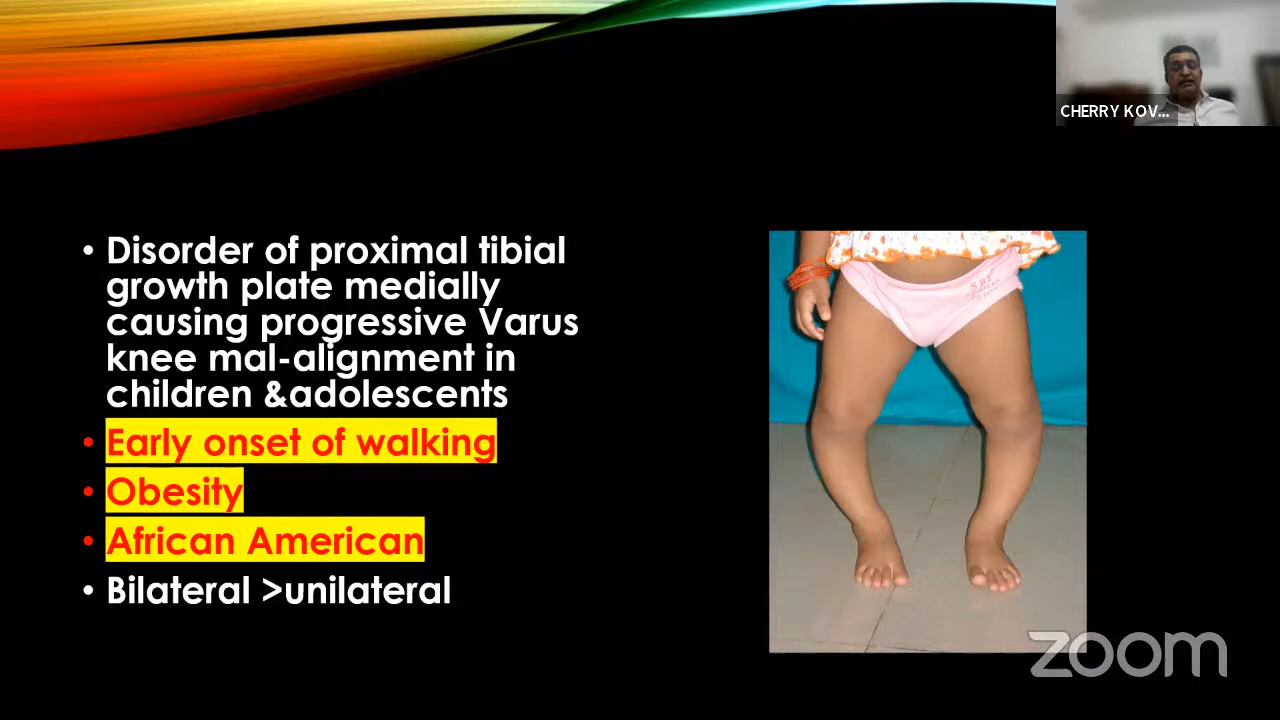 CHERRY KOV...
• Disorder of proximal tibial
growth plate medially
causing progressive Varus
knee mal-alignment in
children &adolescents
• Early onset of walking
• Obesity
• African American
• Bilateral >unilateral
zoom